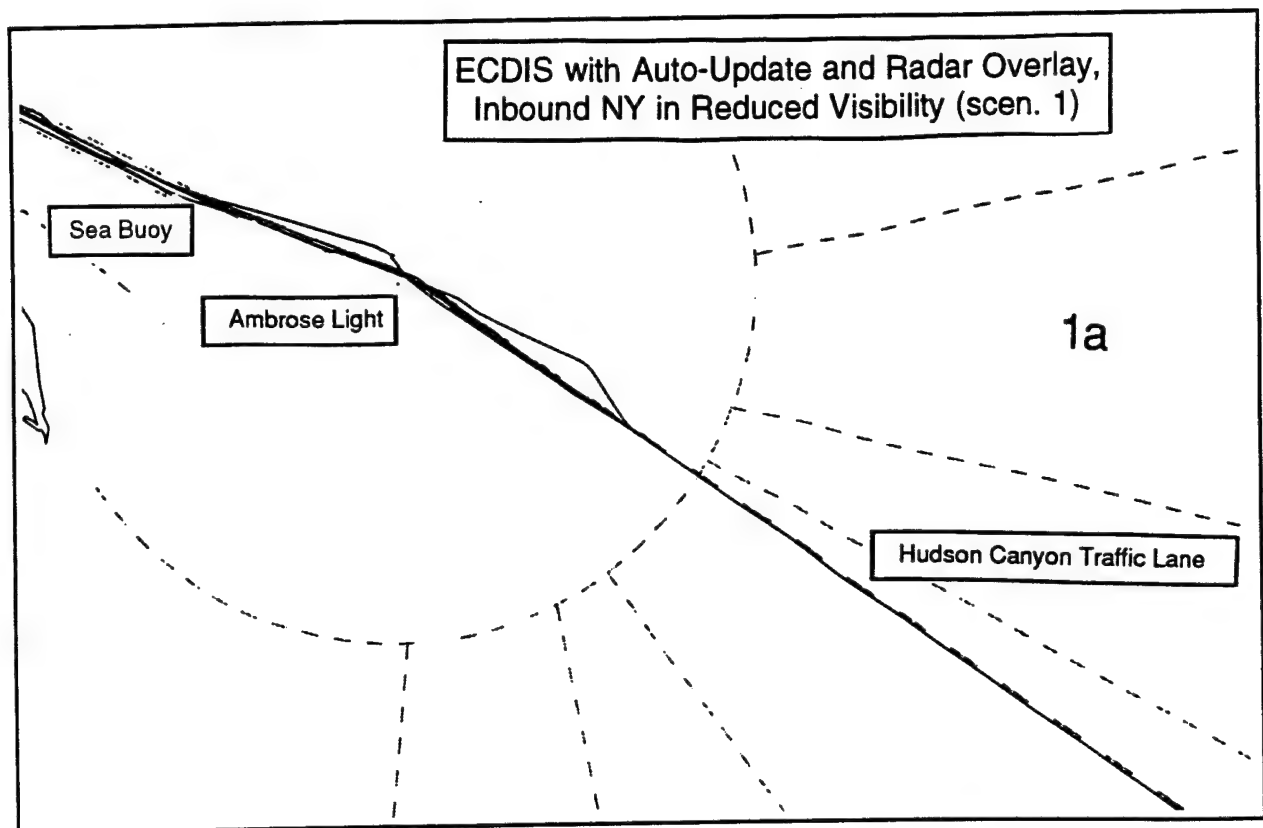 ECDIS with Auto-Update and Radar Overlay,
Inbound NY in Reduced Visibility (scen. 1)
Sea Buoy
Ambrose Light
1a
Hudson Canyon Traffic Lane